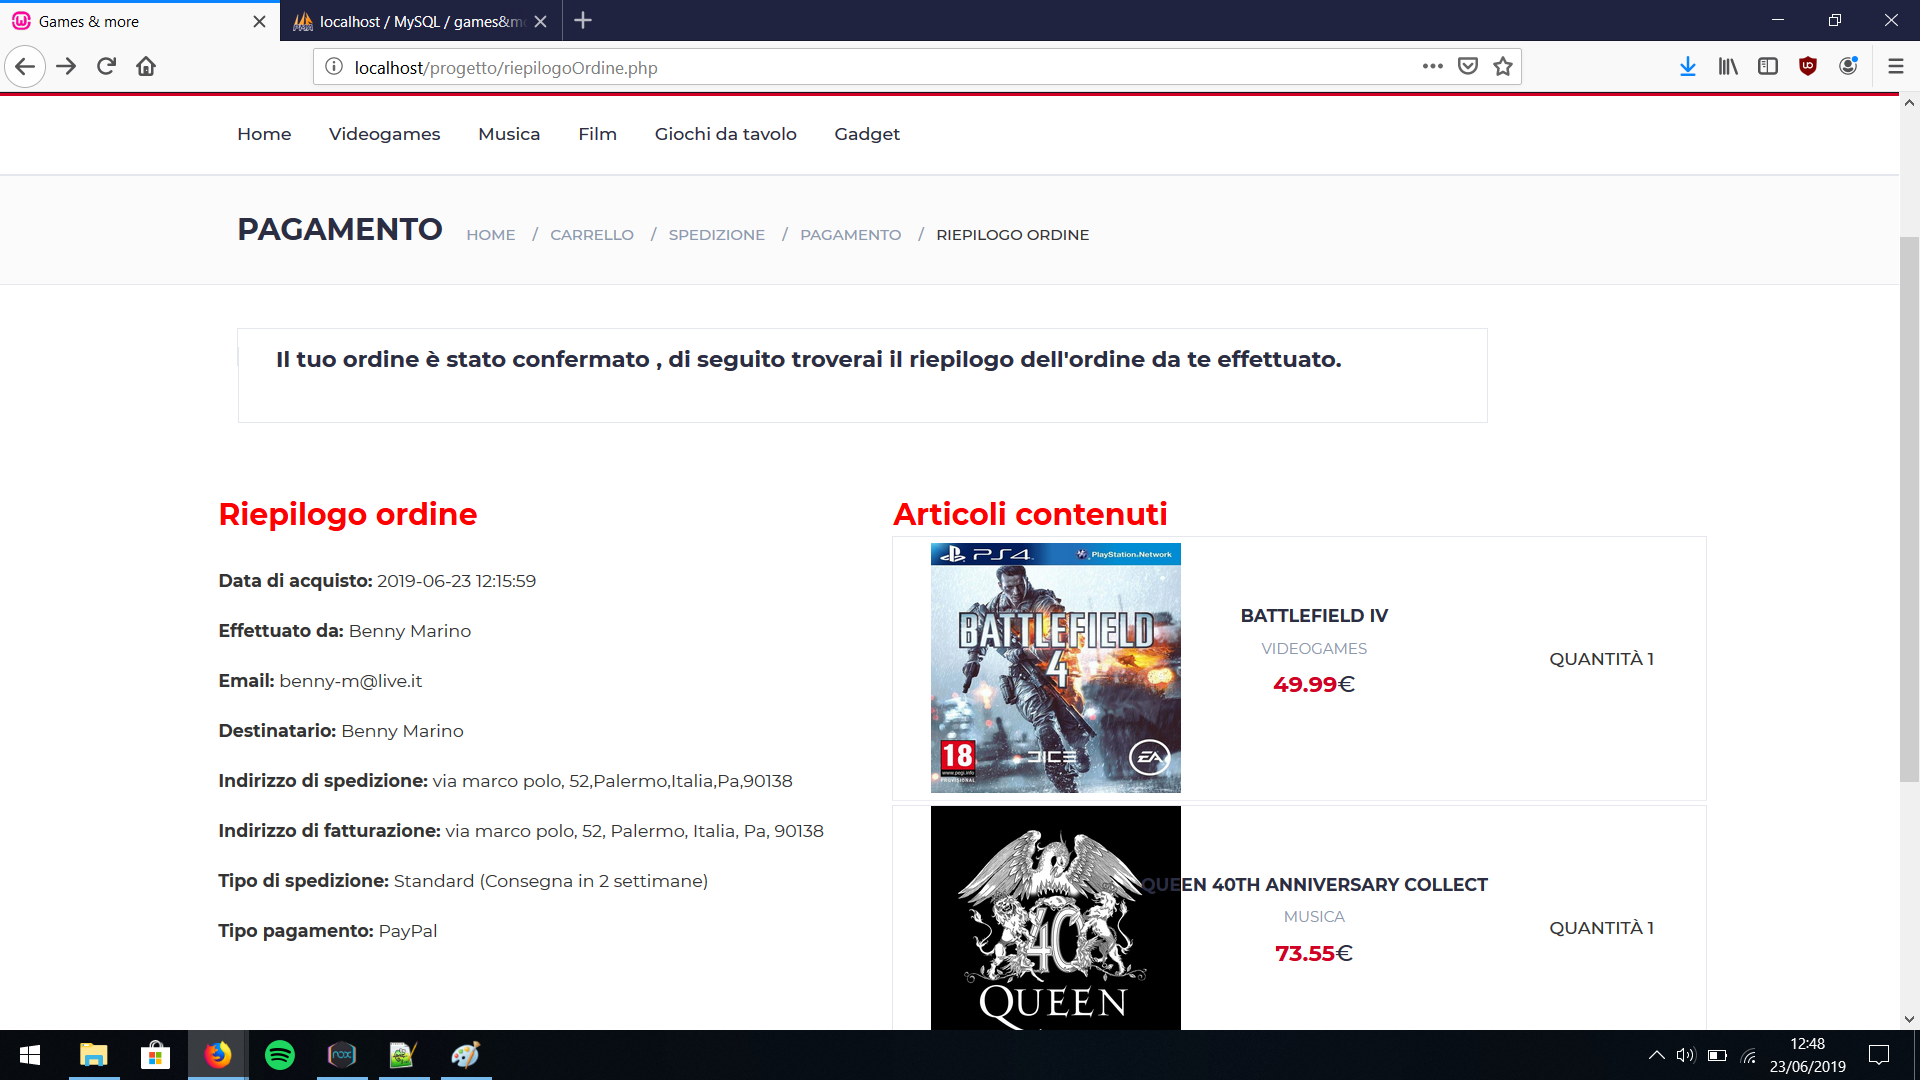 Games & more
localhost / MySQL / games&m
localhost/progetto/riepilogoOrdine.php
Home Videogames Musica Film Giochi da tavolo Gadget
PAGAMENTO HOME / CARRELLO / SPEDIZIONE / PAGAMENTO / RIEPILOGO ORDINE
Il tuo ordine è stato confermato , di seguito troverai il riepilogo dell'ordine da te effettuato.
Riepilogo ordine
Data di acquisto: 2019-06-23 12:15:59
Effettuato da: Benny Marino
Email: benny-m@live.it
Destinatario: Benny Marino
Indirizzo di spedizione: via marco polo, 52,Palermo,Italia,Pa,90138
Indirizzo di fatturazione: via marco polo, 52, Palermo, Italia, Pa, 90138
Tipo di spedizione: Standard (Consegna in 2 settimane)
Tipo pagamento: PayPal
Articoli contenuti
PS4 PlayStation Network
BATTLEFIELD
4
18
www.pegi.info
PROVISIONAL
DICE
EA
BATTLEFIELD IV
VIDEOGAMES
49.99€
QUANTITÀ 1
40
QUEEN
QUEEN 40TH ANNIVERSARY COLLECT
MUSICA
73.55€
QUANTITÀ 1
nox
12:48
23/06/2019